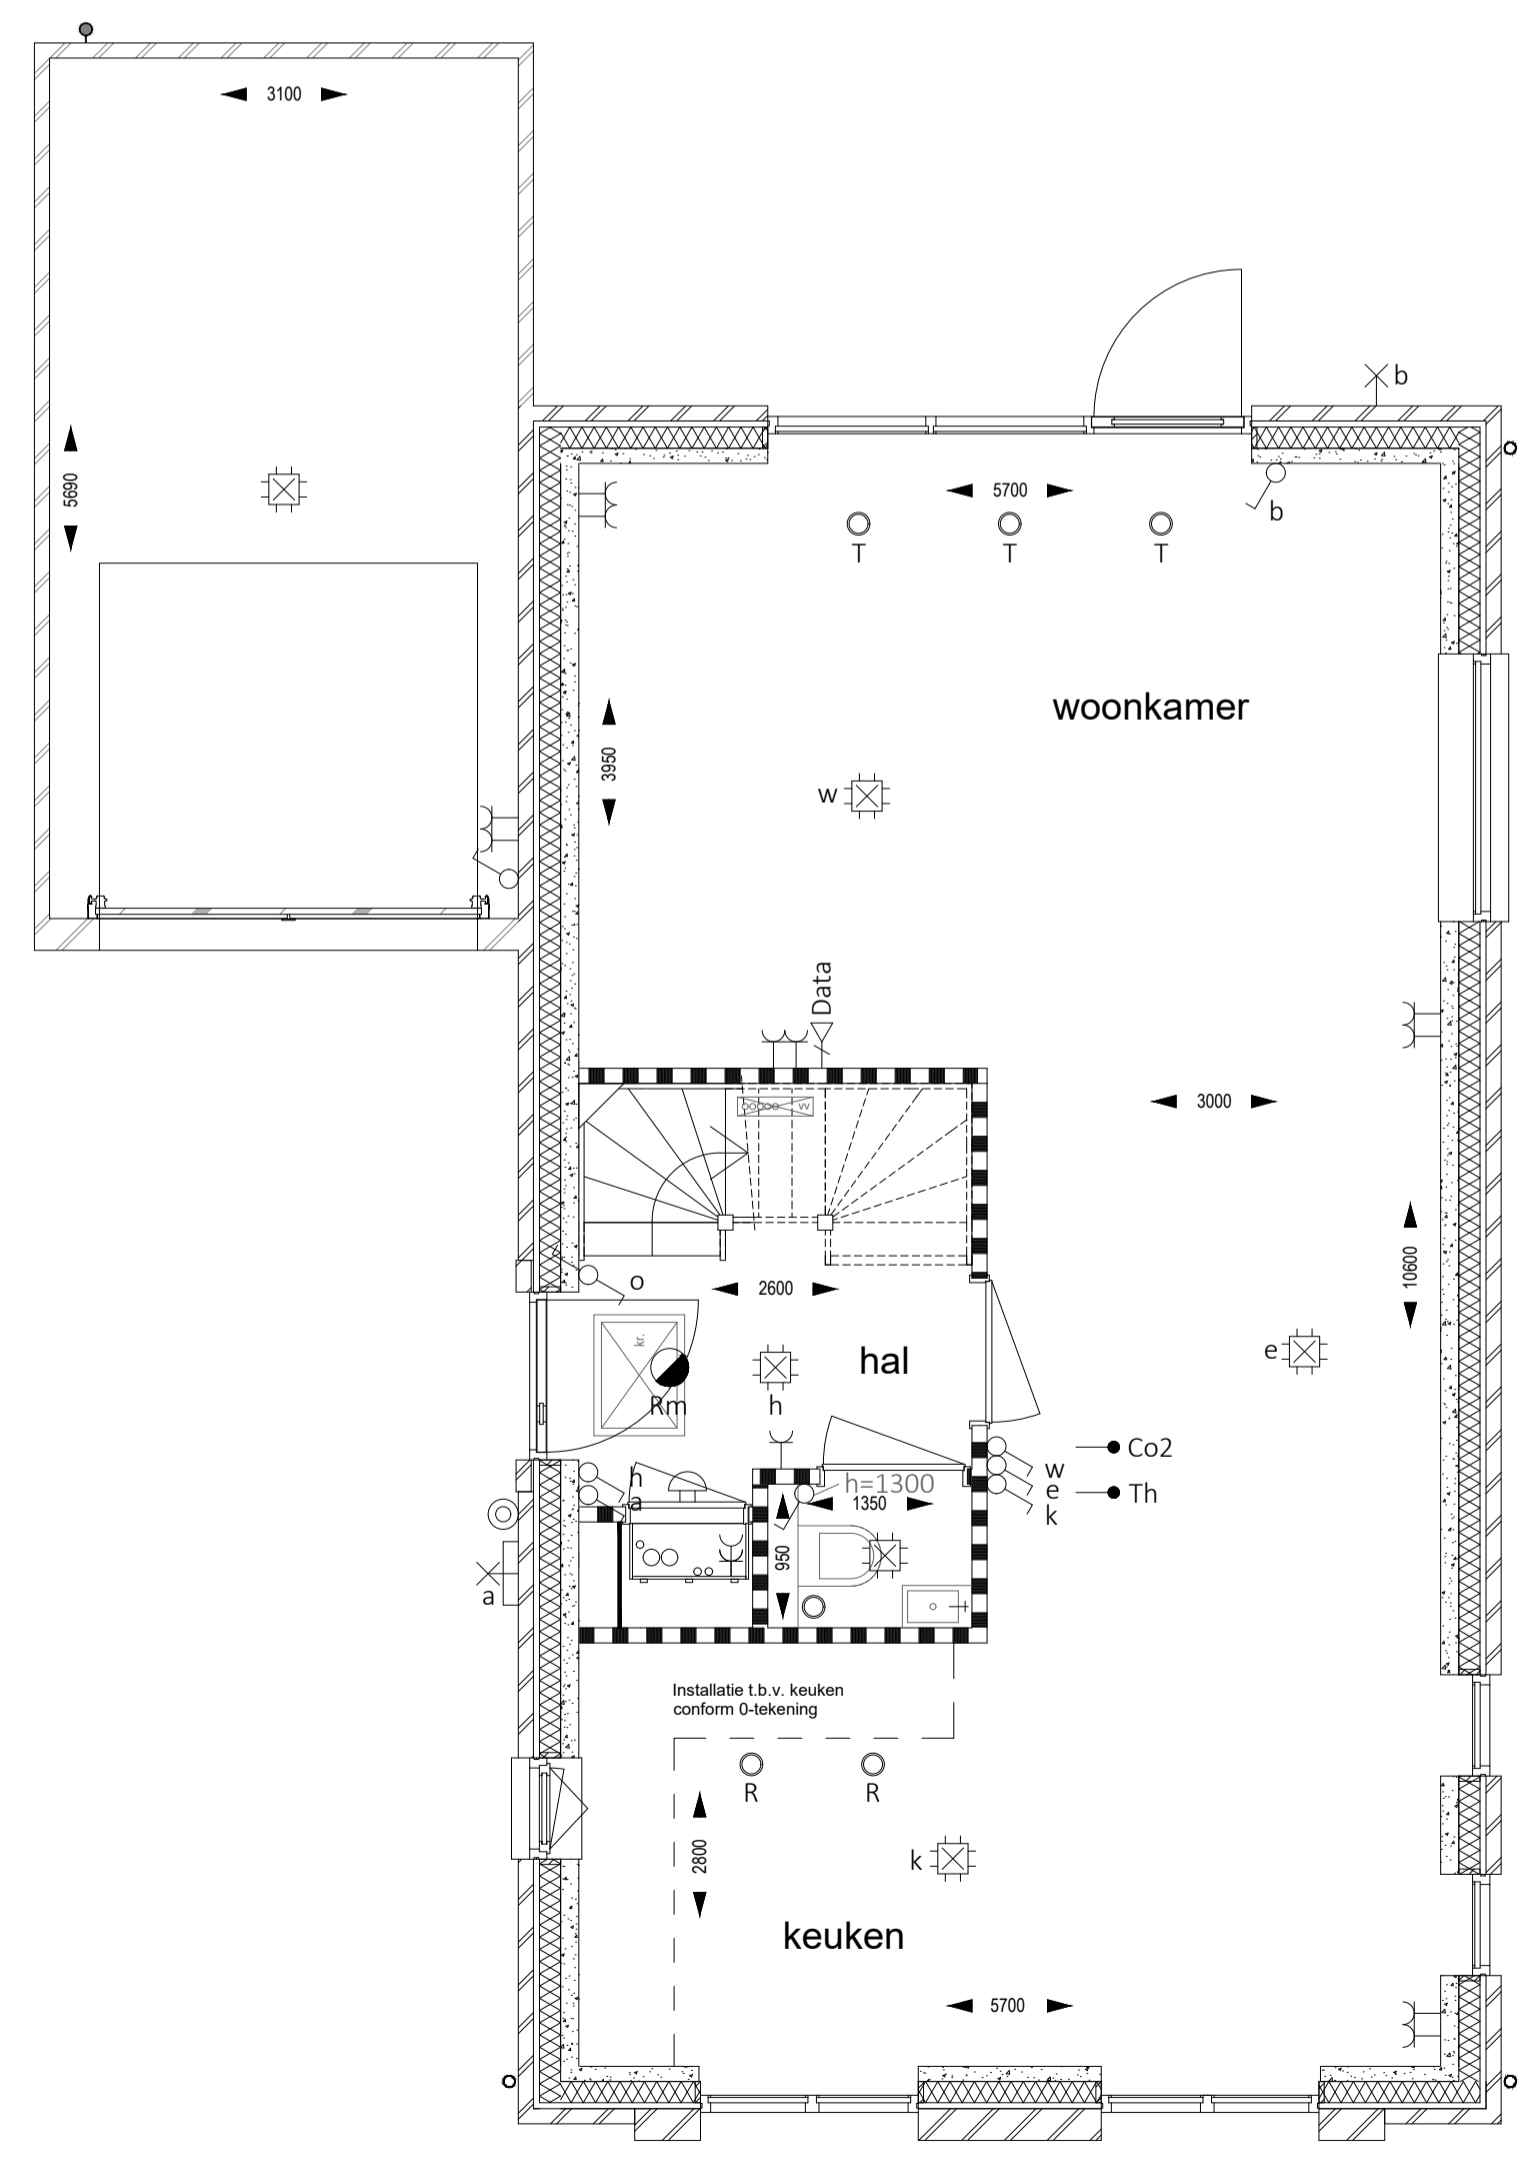 3100
b
5690
5700
b
T
T
T
woonkamer
3950
w
Data
3000
vv
o
2600
10600
kr.
hal
e
Rm
h
Co2
w
h
h=1300
e
Th
a
1350
k
950
a
Installatie t.b.v. keuken
conform 0-tekening
R
R
2800
k
keuken
5700